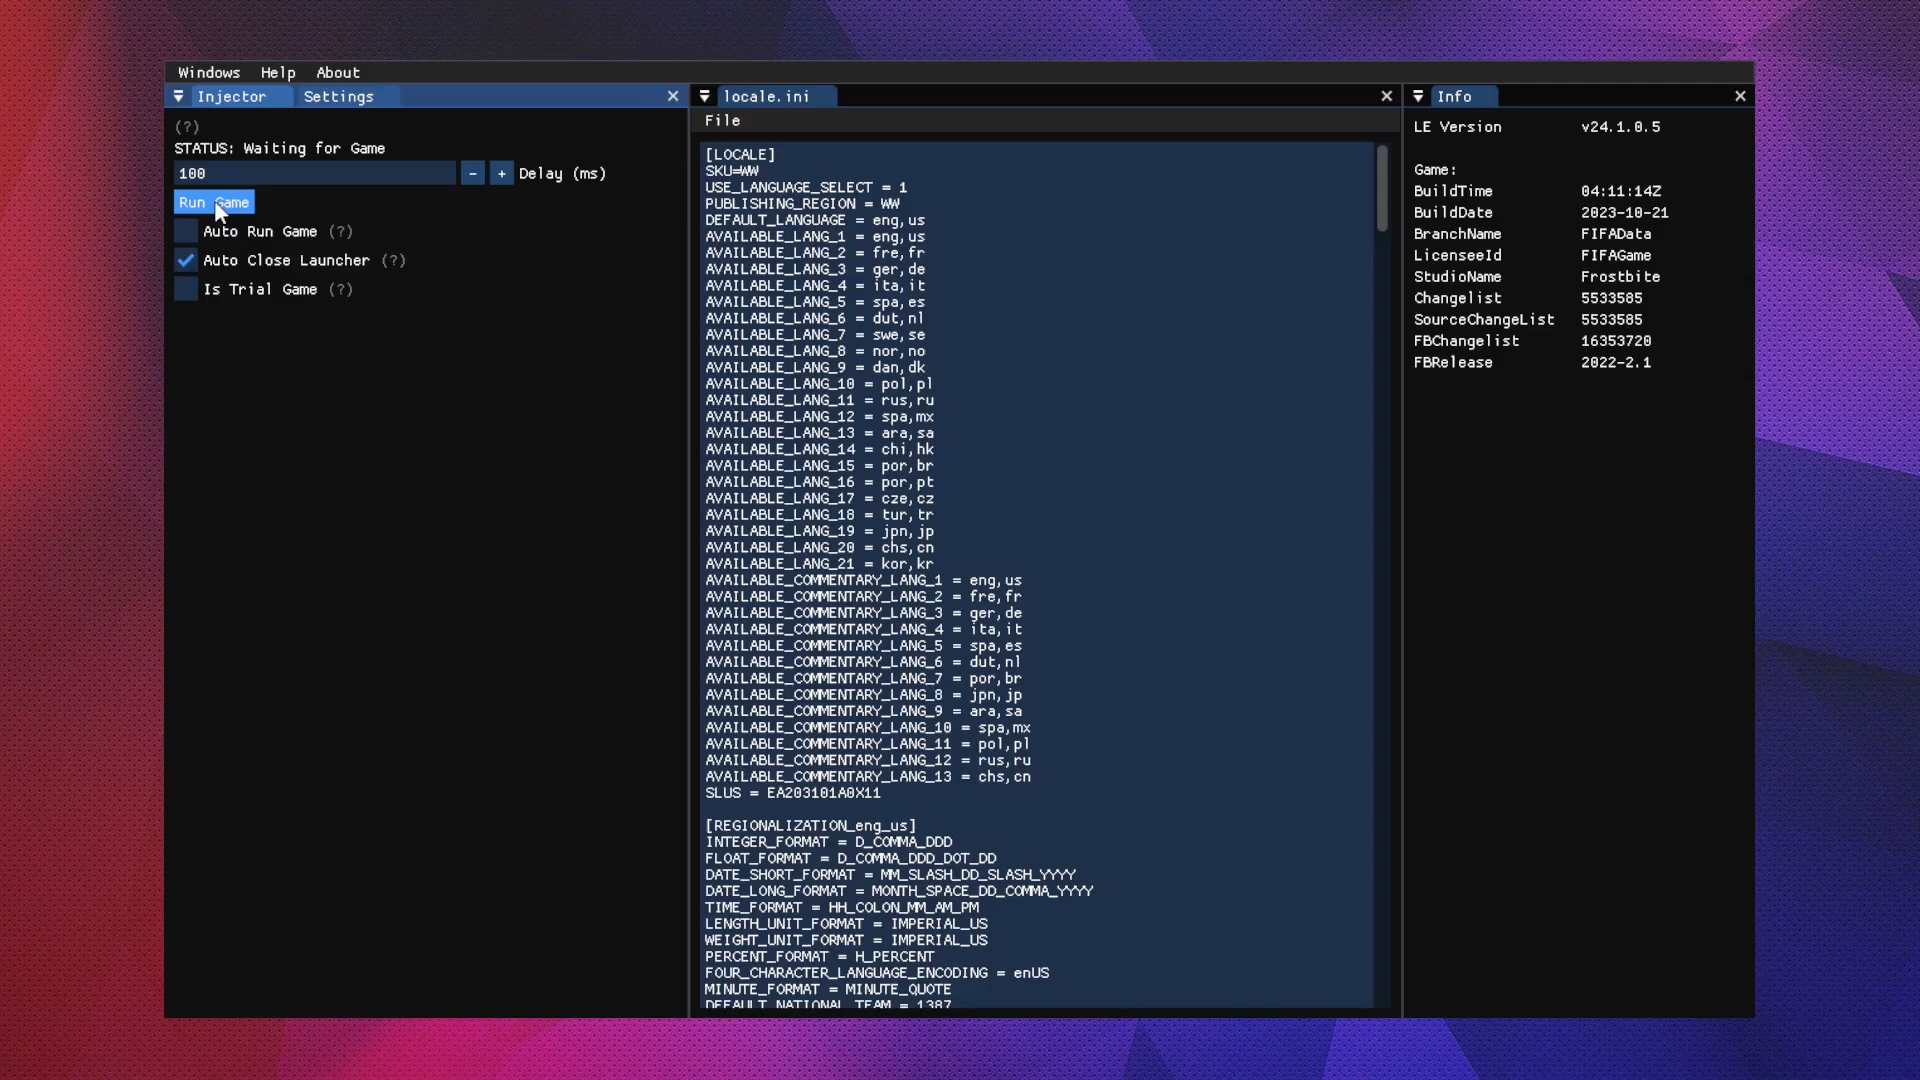 Windows Help About
Injector Settings
(?)
STATUS: Waiting for Game
100 - + Delay (ms)
Run Game
Auto Run Game (?)
Auto Close Launcher (?)
Is Trial Game (?)
locale.ini
File
[LOCALE]
SKU=WW
USE_LANGUAGE_SELECT = 1
PUBLISHING_REGION = WW
DEFAULT_LANGUAGE = eng,us
AVAILABLE_LANG_1 = eng,us
AVAILABLE_LANG_2 = fre,fr
AVAILABLE_LANG_3 = ger,de
AVAILABLE_LANG_4 = ita,it
AVAILABLE_LANG_5 = spa,es
AVAILABLE_LANG_6 = dut,nl
AVAILABLE_LANG_7 = swe,se
AVAILABLE_LANG_8 = nor,no
AVAILABLE_LANG_9 = dan,dk
AVAILABLE_LANG_10 = pol,pl
AVAILABLE_LANG_11 = rus,ru
AVAILABLE_LANG_12 = spa,mx
AVAILABLE_LANG_13 = ara,sa
AVAILABLE_LANG_14 = chi,hk
AVAILABLE_LANG_15 = por,br
AVAILABLE_LANG_16 = por,pt
AVAILABLE_LANG_17 = cze,cz
AVAILABLE_LANG_18 = tur,tr
AVAILABLE_LANG_19 = jpn,jp
AVAILABLE_LANG_20 = chs,cn
AVAILABLE_LANG_21 = kor,kr
AVAILABLE_COMMENTARY_LANG_1 = eng,us
AVAILABLE_COMMENTARY_LANG_2 = fre,fr
AVAILABLE_COMMENTARY_LANG_3 = ger,de
AVAILABLE_COMMENTARY_LANG_4 = ita,it
AVAILABLE_COMMENTARY_LANG_5 = spa,es
AVAILABLE_COMMENTARY_LANG_6 = dut,nl
AVAILABLE_COMMENTARY_LANG_7 = por,br
AVAILABLE_COMMENTARY_LANG_8 = jpn,jp
AVAILABLE_COMMENTARY_LANG_9 = ara,sa
AVAILABLE_COMMENTARY_LANG_10 = spa,mx
AVAILABLE_COMMENTARY_LANG_11 = pol,pl
AVAILABLE_COMMENTARY_LANG_12 = rus,ru
AVAILABLE_COMMENTARY_LANG_13 = chs,cn
SLUS = EA203101A0X11
[REGIONALIZATION_eng_us]
INTEGER_FORMAT = D_COMMA_DDD
FLOAT_FORMAT = D_COMMA_DDD_DOT_DD
DATE_SHORT_FORMAT = MM_SLASH_DD_SLASH_YYYY
DATE_LONG_FORMAT = MONTH_SPACE_DD_COMMA_YYYY
TIME_FORMAT = HH_COLON_MM_AM_PM
LENGTH_UNIT_FORMAT = IMPERIAL_US
WEIGHT_UNIT_FORMAT = IMPERIAL_US
PERCENT_FORMAT = H_PERCENT
FOUR_CHARACTER_LANGUAGE_ENCODING = enUS
MINUTE_FORMAT = MINUTE_QUOTE
DEFAULT_NATIONAL_TEAM = 1387
Info
LE Version v24.1.0.5
Game:
BuildTime 04:11:14Z
BuildDate 2023-10-21
BranchName FIFAData
LicenseeId FIFAGame
StudioName Frostbite
Changelist 5533585
SourceChangeList 5533585
FBChangelist 16353720
FBRelease 2022-2.1